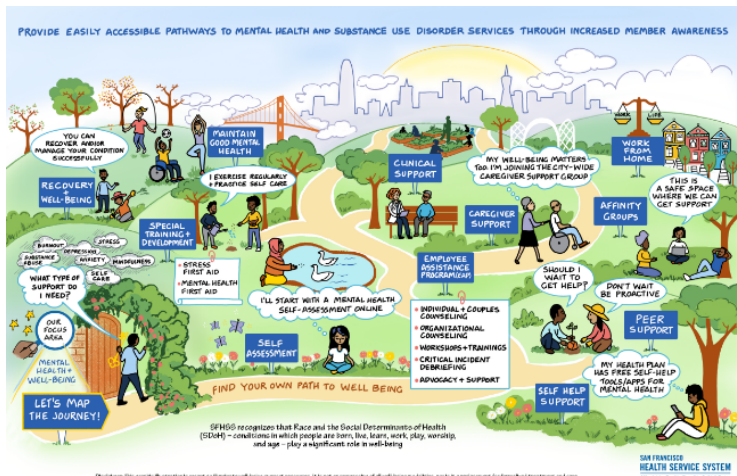 PROVIDE EASILY ACCESSIBLE PATHWAYS TO MENTAL HEALTH AND SUBSTANCE USE DISORDER SERVICES THROUGH INCREASED MEMBER AWARENESS
YOU CAN
RECOVER AND/OR
MANAGE YOUR CONDITION
SUCCESSFULLY
RECOVERY +
WELL-BEING
MAINTAIN
GOOD MENTAL
HEALTH
I EXERCISE REGULARLY
+ PRACTICE SELF CARE
SPECIAL
TRAINING +
DEVELOPMENT
• STRESS
FIRST AID
• MENTAL HEALTH
FIRST AID
CLINICAL
SUPPORT
MY WELL-BEING MATTERS
TOO. I'M JOINING THE CITY-WIDE
CAREGIVER SUPPORT GROUP
CAREGIVER
SUPPORT
WORK
LIFE
WORK
FROM
HOME
THIS IS
A SAFE SPACE
WHERE WE CAN
GET SUPPORT
AFFINITY
GROUPS
BURNOUT
STRESS
DEPRESSION
SUBSTANCE
ABUSE
ANXIETY
MINDFULNESS
SELF
CARE
WHAT TYPE OF
SUPPORT DO
I NEED?
OUR
FOCUS
AREA
MENTAL
HEALTH +
WELL-BEING
LET'S MAP
THE JOURNEY!
I'LL START WITH A MENTAL HEALTH
SELF-ASSESSMENT ONLINE
SELF
ASSESSMENT
EMPLOYEE
ASSISTANCE
PROGRAM (EAP)
• INDIVIDUAL + COUPLES
COUNSELING
• ORGANIZATIONAL
COUNSELING
• WORKSHOPS + TRAININGS
• CRITICAL INCIDENT
DEBRIEFING
• ADVOCACY + SUPPORT
SHOULD I
WAIT TO
GET HELP?
DON'T WAIT
BE PROACTIVE
PEER
SUPPORT
MY HEALTH PLAN
HAS FREE SELF-HELP
TOOLS/APPS FOR
MENTAL HEALTH
SELF HELP
SUPPORT
FIND YOUR OWN PATH TO WELL BEING
SFHSS recognizes that Race and the Social Determinants of Health
(SDoH) – conditions in which people are born, live, learn, work, play, worship,
and age – play a significant role in well-being
SAN FRANCISCO
HEALTH SERVICE SYSTEM